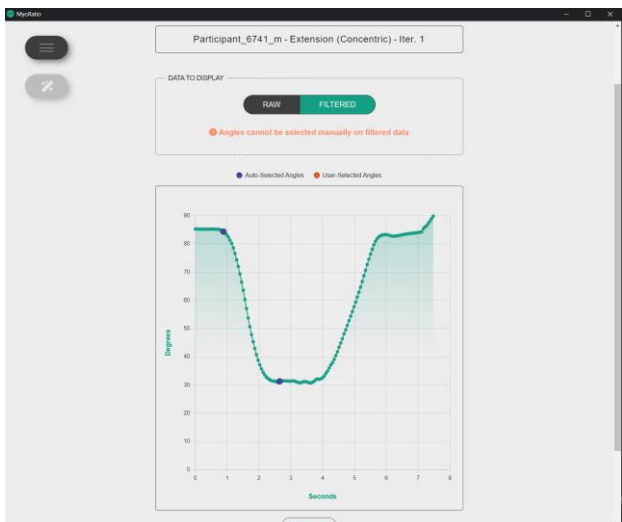 MyoRatio
Participant_6741_m - Extension (Concentric) - Iter. 1
DATA TO DISPLAY
RAW
FILTERED
Angles cannot be selected manually on filtered data
Auto-Selected Angles
User-Selected Angles
90
80
70
60
50
40
30
20
10
0
Degrees
0 1 2 3 4 5 6 7 8
Seconds